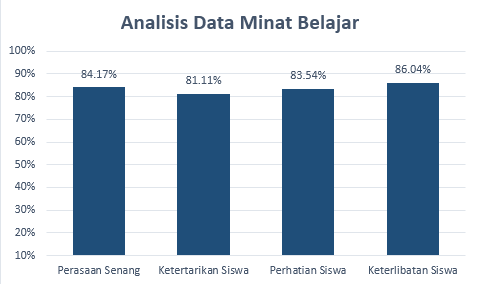 Analisis Data Minat Belajar
100%
90%
80%
70%
60%
50%
40%
30%
20%
10%
84.17%
81.11%
83.54%
86.04%
Perasaan Senang
Ketertarikan Siswa
Perhatian Siswa
Keterlibatan Siswa